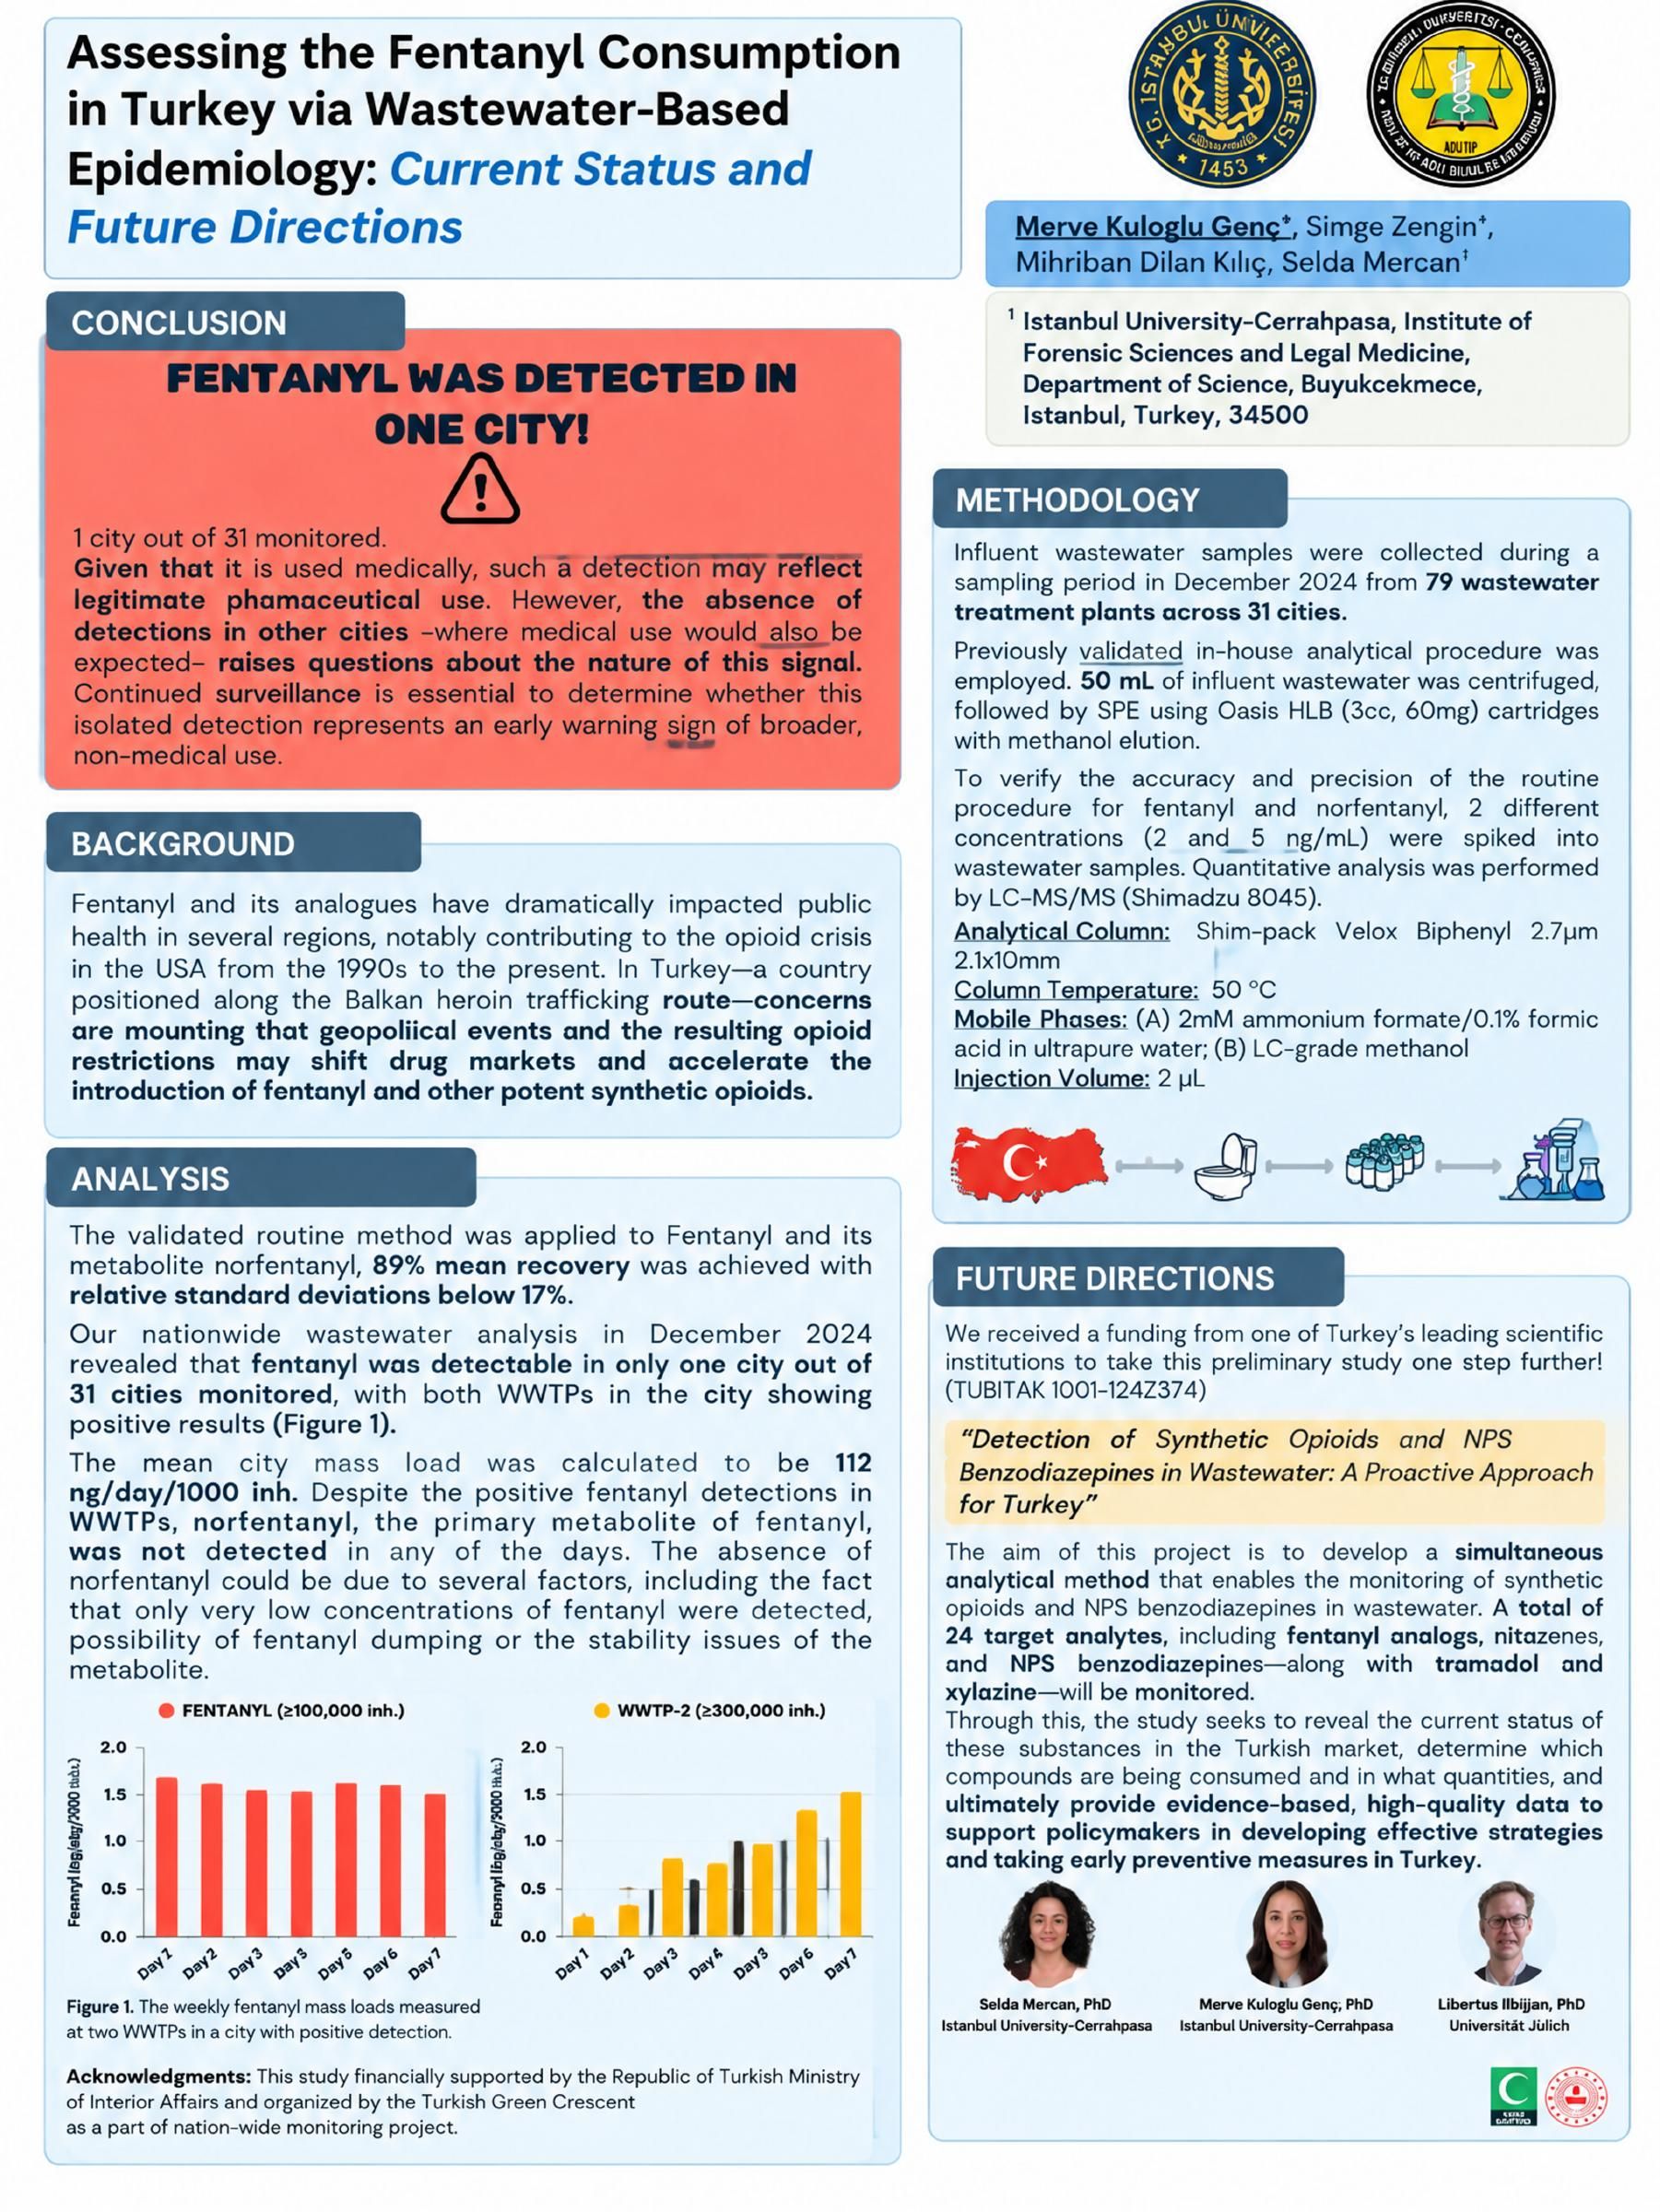 Assessing the Fentanyl Consumption
in Turkey via Wastewater-Based
Epidemiology: Current Status and
Future Directions
1453
ADU TIP
Merve Kuloglu Genç*, Simge Zengin⁺,
Mihriban Dilan Kılıç, Selda Mercan†
¹ Istanbul University-Cerrahpasa, Institute of
Forensic Sciences and Legal Medicine,
Department of Science, Buyukcekmece,
Istanbul, Turkey, 34500
CONCLUSION
FENTANYL WAS DETECTED IN
ONE CITY!
1 city out of 31 monitored.
Given that it is used medically, such a detection may reflect
legitimate phamaceutical use. However, the absence of
detections in other cities –where medical use would also be
expected– raises questions about the nature of this signal.
Continued surveillance is essential to determine whether this
isolated detection represents an early warning sign of broader,
non-medical use.
BACKGROUND
Fentanyl and its analogues have dramatically impacted public
health in several regions, notably contributing to the opioid crisis
in the USA from the 1990s to the present. In Turkey—a country
positioned along the Balkan heroin trafficking route—concerns
are mounting that geopoliical events and the resulting opioid
restrictions may shift drug markets and accelerate the
introduction of fentanyl and other potent synthetic opioids.
ANALYSIS
The validated routine method was applied to Fentanyl and its
metabolite norfentanyl, 89% mean recovery was achieved with
relative standard deviations below 17%.
Our nationwide wastewater analysis in December 2024
revealed that fentanyl was detectable in only one city out of
31 cities monitored, with both WWTPs in the city showing
positive results (Figure 1).
The mean city mass load was calculated to be 112
ng/day/1000 inh. Despite the positive fentanyl detections in
WWTPs, norfentanyl, the primary metabolite of fentanyl,
was not detected in any of the days. The absence of
norfentanyl could be due to several factors, including the fact
that only very low concentrations of fentanyl were detected,
possibility of fentanyl dumping or the stability issues of the
metabolite.
FENTANYL (≥100,000 inh.)
2.0
1.5
1.0
0.5
0.0
Day 1 Day 2 Day 3 Day 3 Day 5 Day 6 Day 7
WWTP-2 (≥300,000 inh.)
2.0
1.5
1.0
0.5
0.0
Day 1 Day 2 Day 3 Day 4 Day 3 Day 6 Day 7
Figure 1. The weekly fentanyl mass loads measured
at two WWTPs in a city with positive detection.
Acknowledgments: This study financially supported by the Republic of Turkish Ministry
of Interior Affairs and organized by the Turkish Green Crescent
as a part of nation-wide monitoring project.
METHODOLOGY
Influent wastewater samples were collected during a
sampling period in December 2024 from 79 wastewater
treatment plants across 31 cities.
Previously validated in-house analytical procedure was
employed. 50 mL of influent wastewater was centrifuged,
followed by SPE using Oasis HLB (3cc, 60mg) cartridges
with methanol elution.
To verify the accuracy and precision of the routine
procedure for fentanyl and norfentanyl, 2 different
concentrations (2 and 5 ng/mL) were spiked into
wastewater samples. Quantitative analysis was performed
by LC-MS/MS (Shimadzu 8045).
Analytical Column: Shim-pack Velox Biphenyl 2.7µm
2.1x10mm
Column Temperature: 50 °C
Mobile Phases: (A) 2mM ammonium formate/0.1% formic
acid in ultrapure water; (B) LC-grade methanol
Injection Volume: 2 µL
FUTURE DIRECTIONS
We received a funding from one of Turkey's leading scientific
institutions to take this preliminary study one step further!
(TUBITAK 1001-124Z374)
"Detection of Synthetic Opioids and NPS
Benzodiazepines in Wastewater: A Proactive Approach
for Turkey"
The aim of this project is to develop a simultaneous
analytical method that enables the monitoring of synthetic
opioids and NPS benzodiazepines in wastewater. A total of
24 target analytes, including fentanyl analogs, nitazenes,
and NPS benzodiazepines—along with tramadol and
xylazine—will be monitored.
Through this, the study seeks to reveal the current status of
these substances in the Turkish market, determine which
compounds are being consumed and in what quantities, and
ultimately provide evidence-based, high-quality data to
support policymakers in developing effective strategies
and taking early preventive measures in Turkey.
Selda Mercan, PhD
Istanbul University-Cerrahpasa
Merve Kuloglu Genç, PhD
Istanbul University-Cerrahpasa
Libertus Ilbijjan, PhD
Universität Jülich